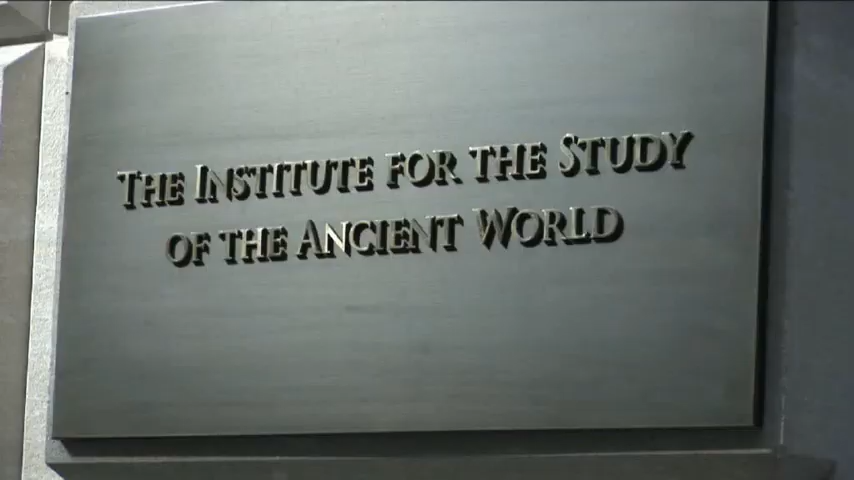 THE INSTITUTE FOR THE STUDY
OF THE ANCIENT WORLD